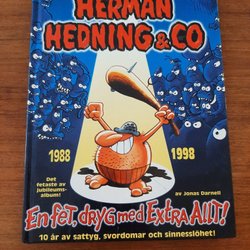 HERMAN
HEDNING & CO
1988
1998
Det
fetaste av
jubileums-
album!
av Jonas Darnell
En fet, dryg med Extra Allt!
10 år av sattyg, svordomar och sinnesslöhet!